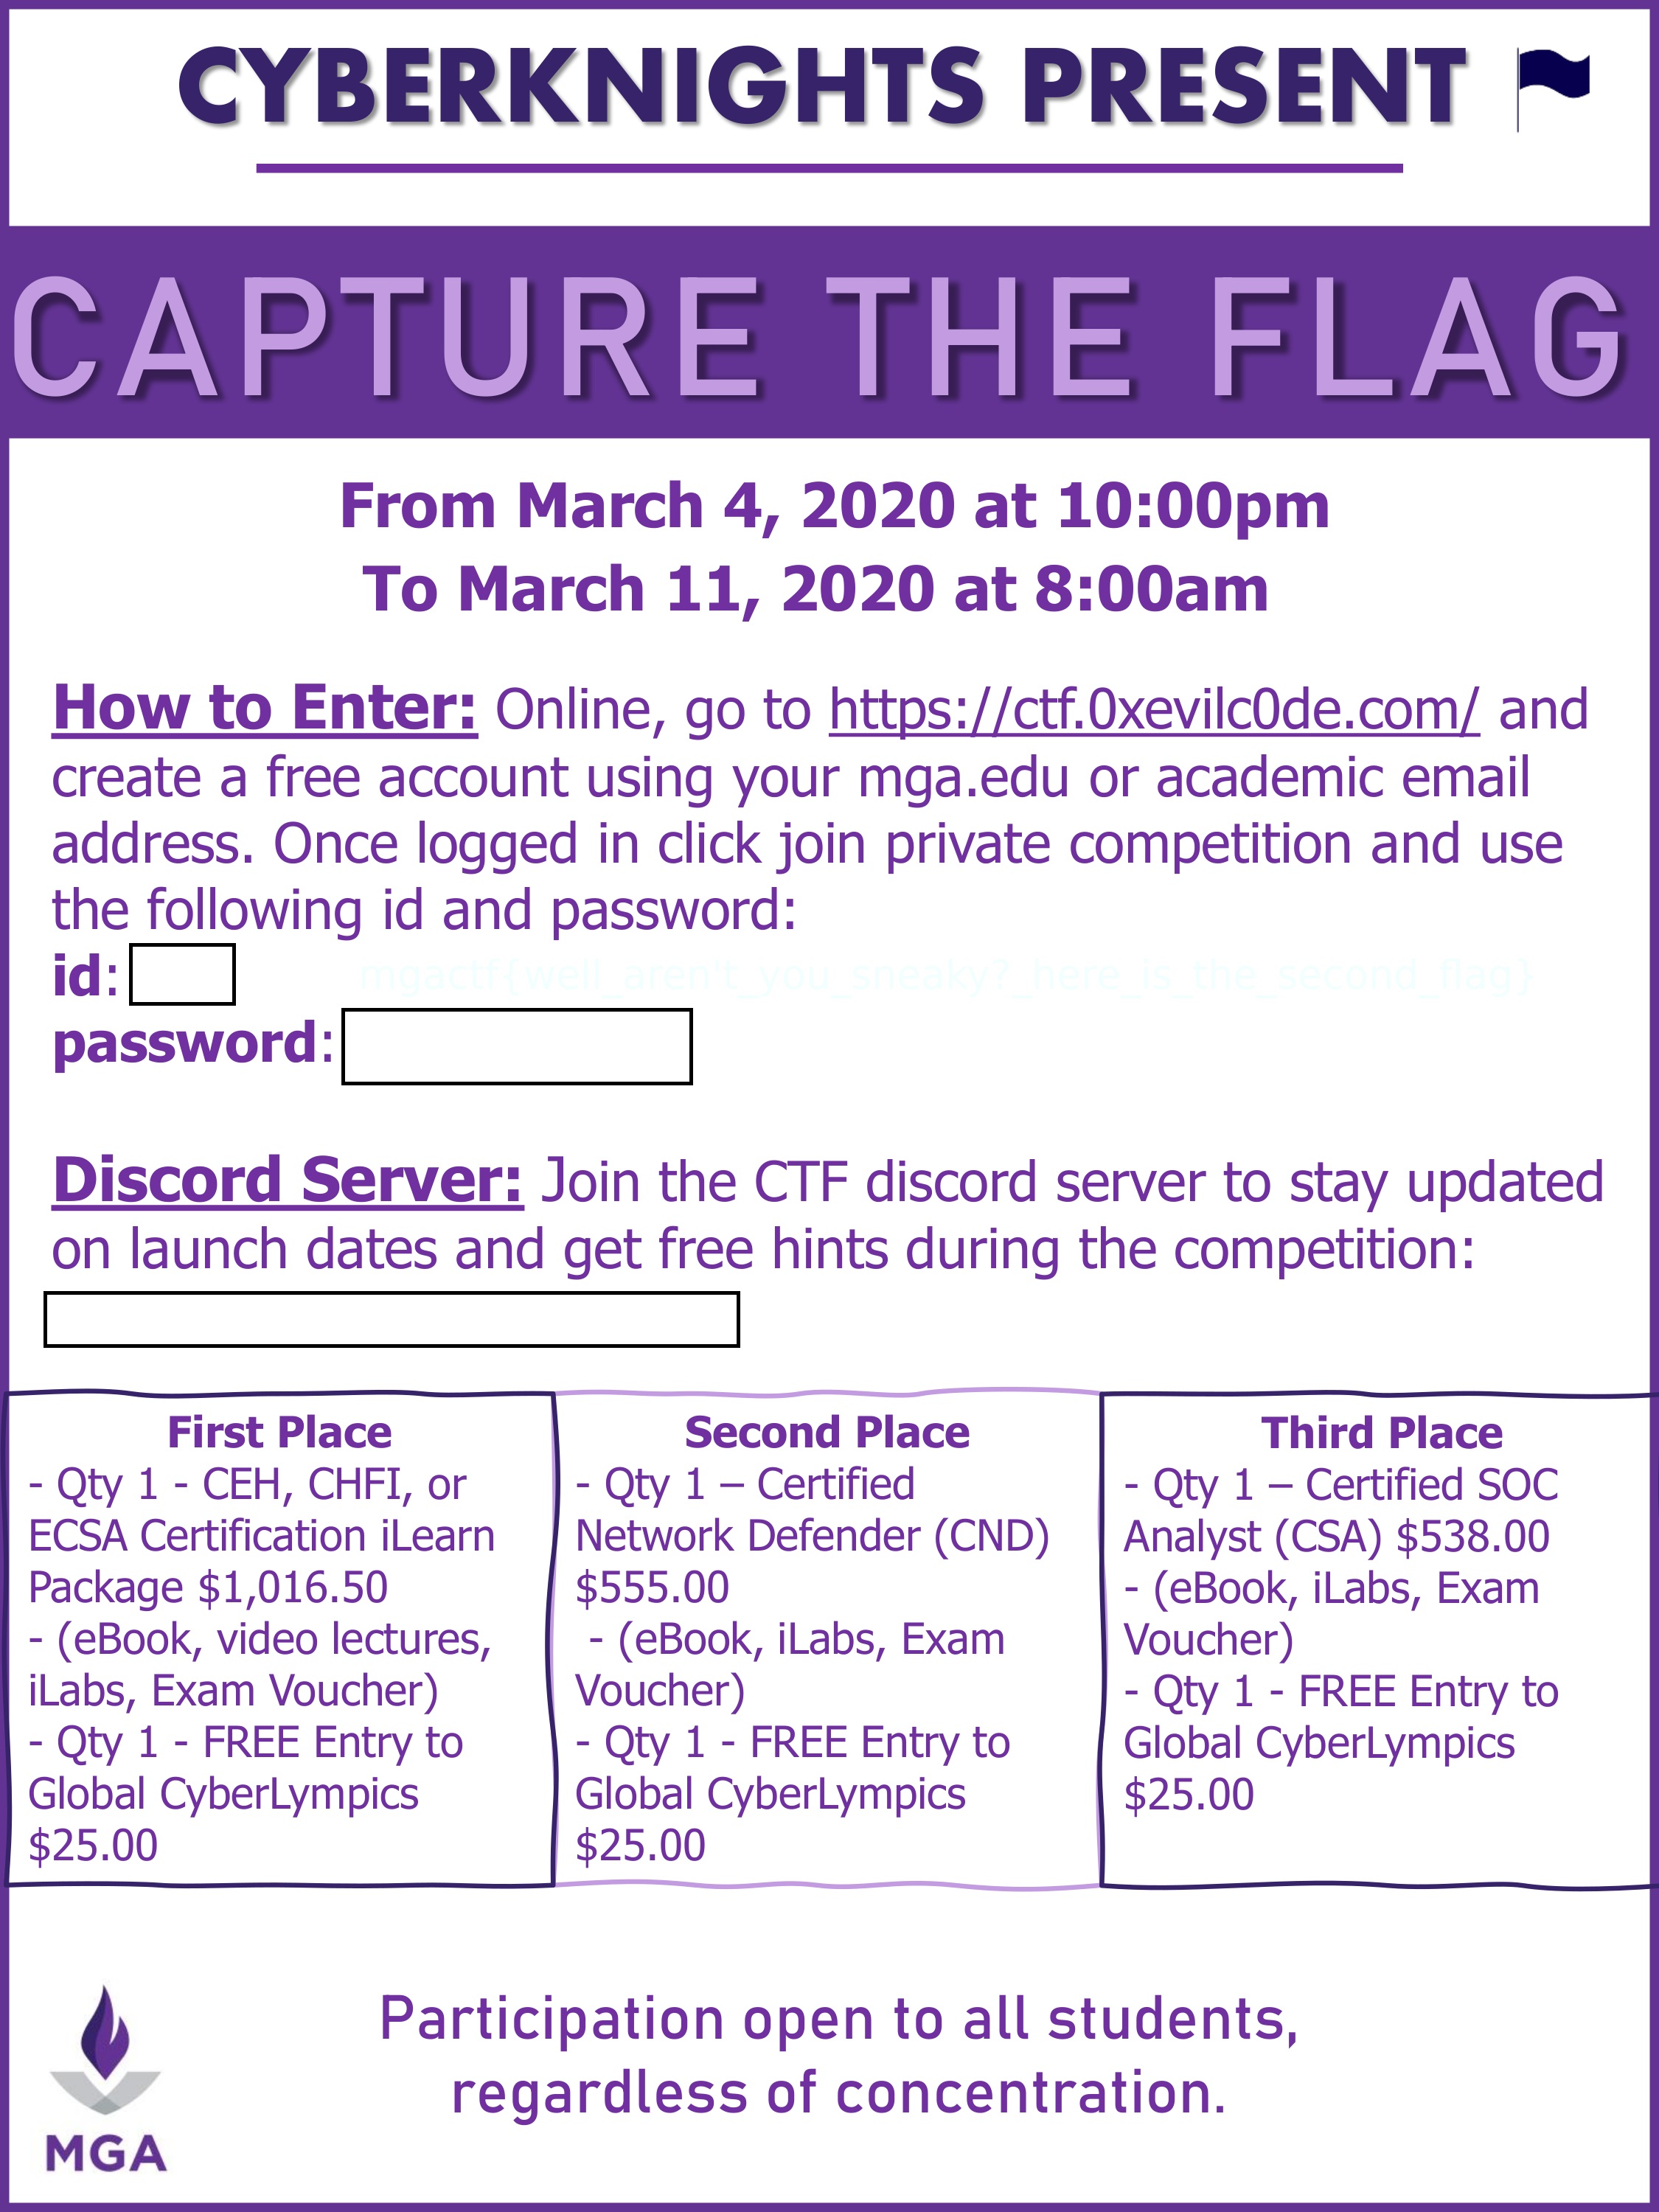 CYBERKNIGHTS PRESENT
CAPTURE THE FLAG
From March 4, 2020 at 10:00pm
To March 11, 2020 at 8:00am
How to Enter: Online, go to https://ctf.0xevilc0de.com/ and
create a free account using your mga.edu or academic email
address. Once logged in click join private competition and use
the following id and password:
id:
mgactf{well_aren't_you_sneaky?_here_is_the_second_flag}
password:
Discord Server: Join the CTF discord server to stay updated
on launch dates and get free hints during the competition:
First Place
- Qty 1 - CEH, CHFI, or
ECSA Certification iLearn
Package $1,016.50
- (eBook, video lectures,
iLabs, Exam Voucher)
- Qty 1 - FREE Entry to
Global CyberLympics
$25.00
Second Place
- Qty 1 – Certified
Network Defender (CND)
$555.00
- (eBook, iLabs, Exam
Voucher)
- Qty 1 - FREE Entry to
Global CyberLympics
$25.00
Third Place
- Qty 1 – Certified SOC
Analyst (CSA) $538.00
- (eBook, iLabs, Exam
Voucher)
- Qty 1 - FREE Entry to
Global CyberLympics
$25.00
Participation open to all students,
regardless of concentration.
MGA